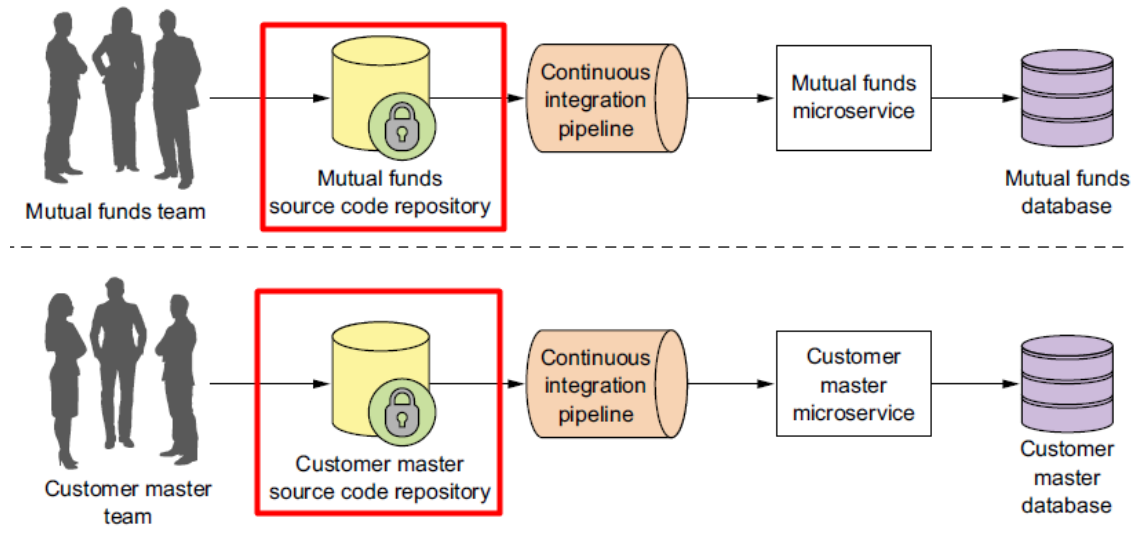 Continuous
integration
pipeline
Mutual funds
microservice
Mutual funds
source code repository
Mutual funds team
Mutual funds
database
Continuous
integration
pipeline
Customer
master
microservice
Customer master
source code repository
Customer master
team
Customer
master
database